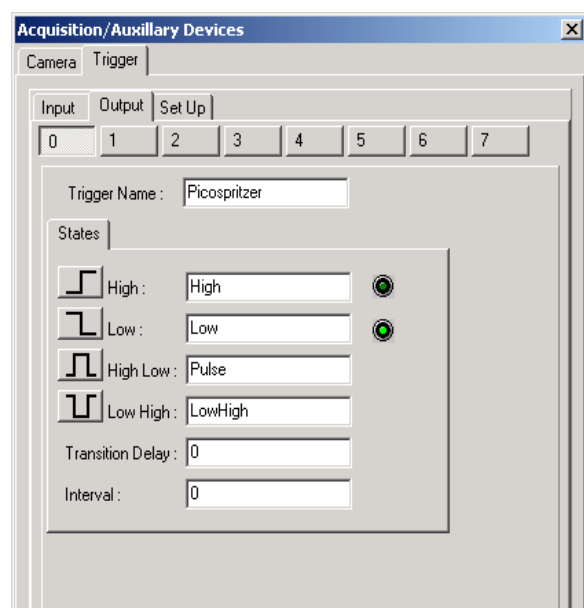 Acquisition/Auxillary Devices
Camera Trigger
Input Output Set Up
0 1 2 3 4 5 6 7
Trigger Name : Picospritzer
States
High : High
Low : Low
High Low : Pulse
Low High : LowHigh
Transition Delay : 0
Interval : 0